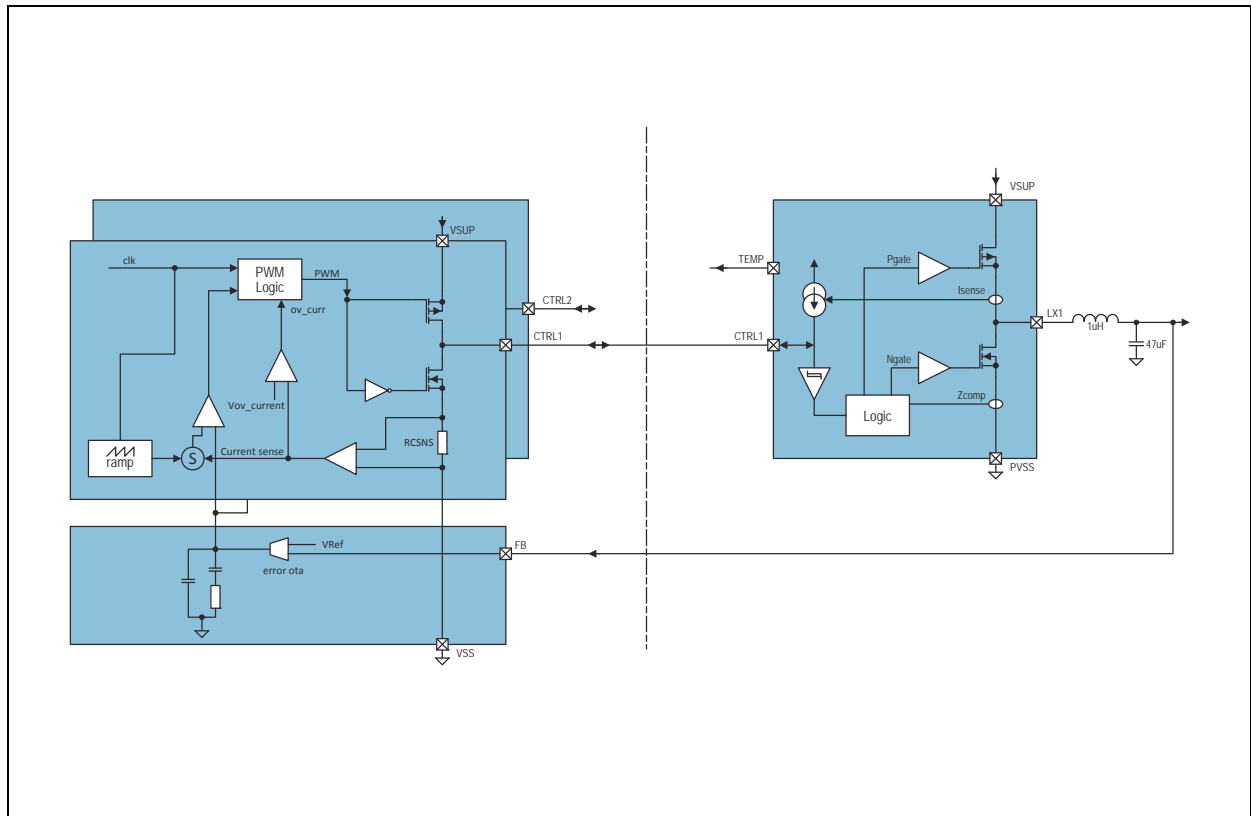 VSUP
clk
PWM
Logic
PWM
ov_curr
CTRL2
CTRL1
Vov_current
RCSNS
ramp
S
Current sense
VRef
error ota
FB
VSS
VSUP
TEMP
Pgate
Isense
CTRL1
LX1
1uH
47uF
Ngate
Zcomp
Logic
PVSS